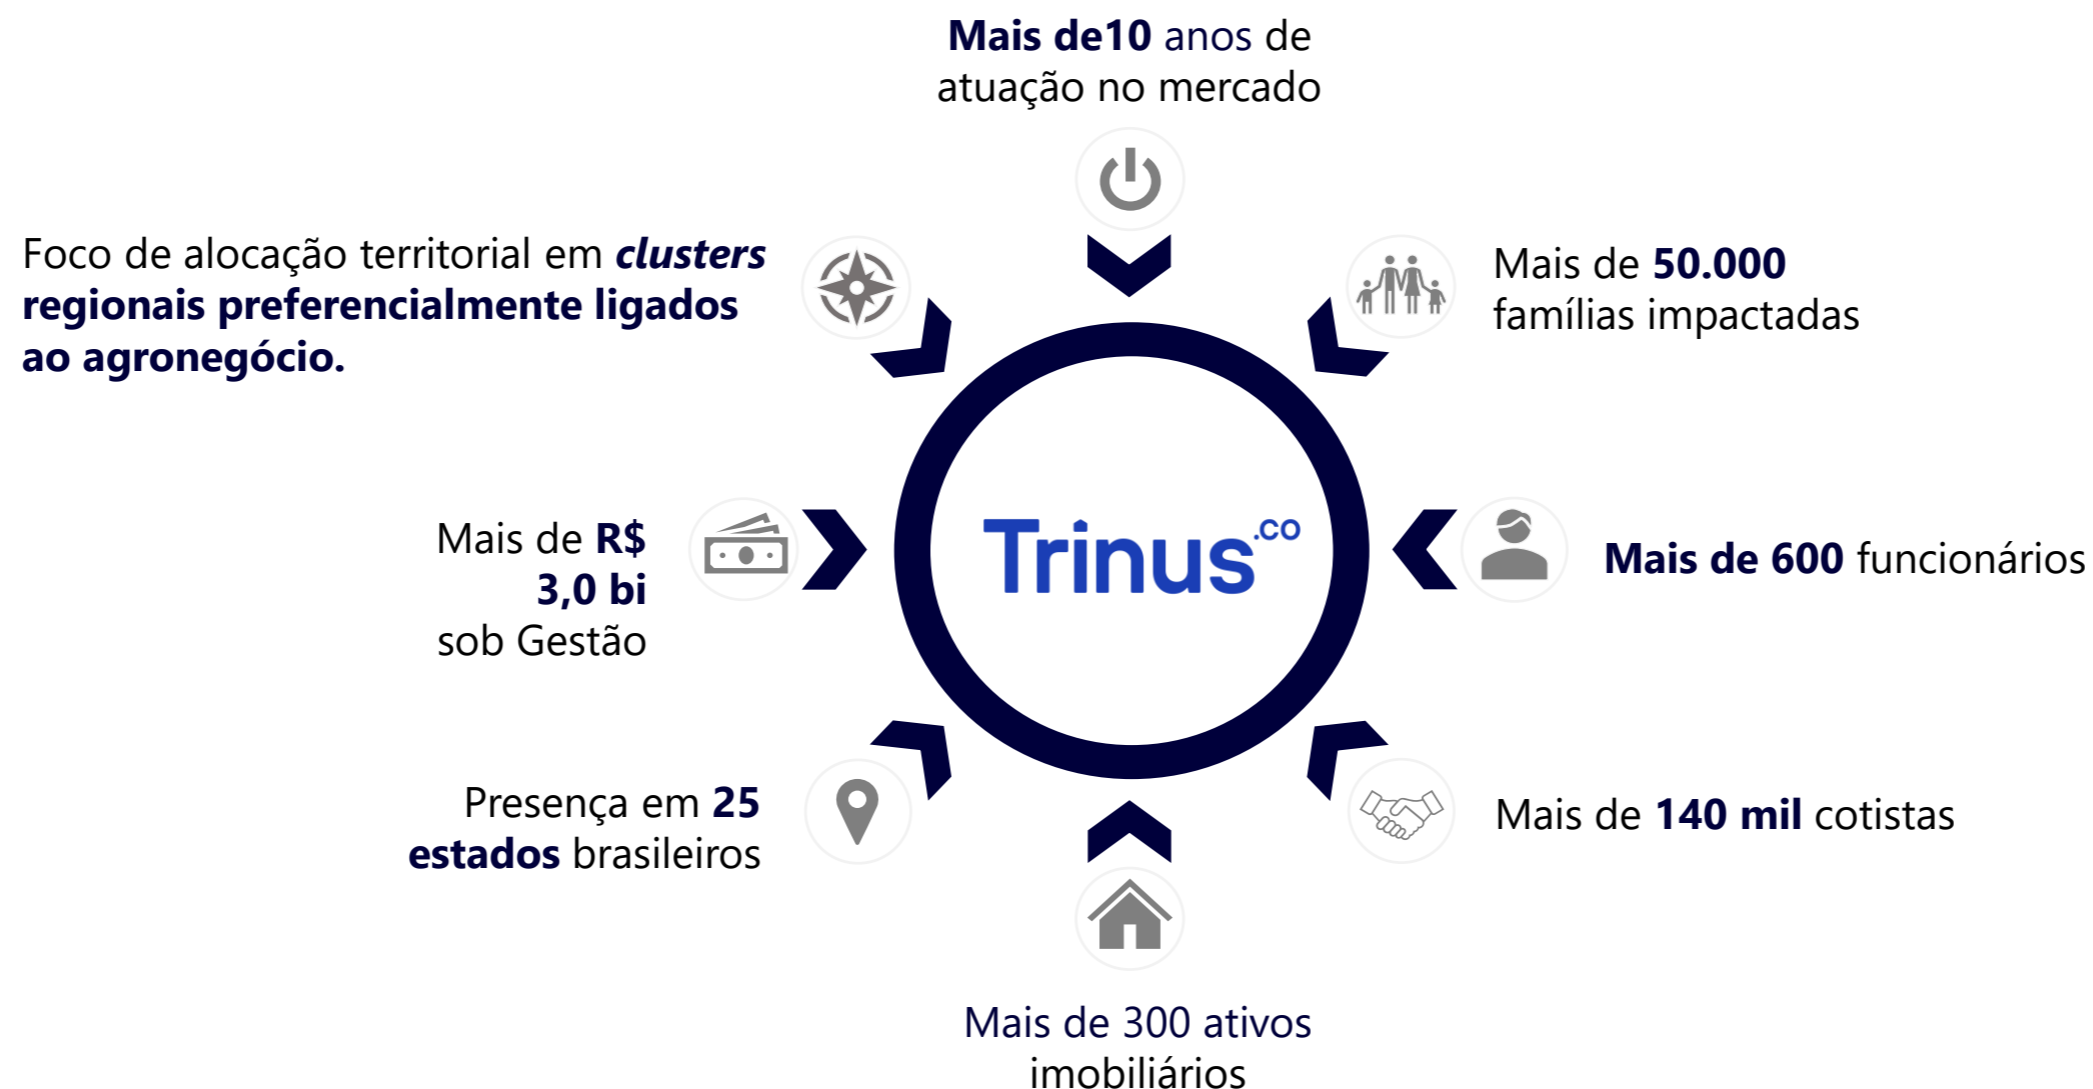 Mais de10 anos de
atuação no mercado
Foco de alocação territorial em clusters
regionais preferencialmente ligados
ao agronegócio.
Mais de 50.000
famílias impactadas
Mais de R$
3,0 bi
sob Gestão
Trinus.co
Mais de 600 funcionários
Presença em 25
estados brasileiros
Mais de 140 mil cotistas
Mais de 300 ativos
imobiliários